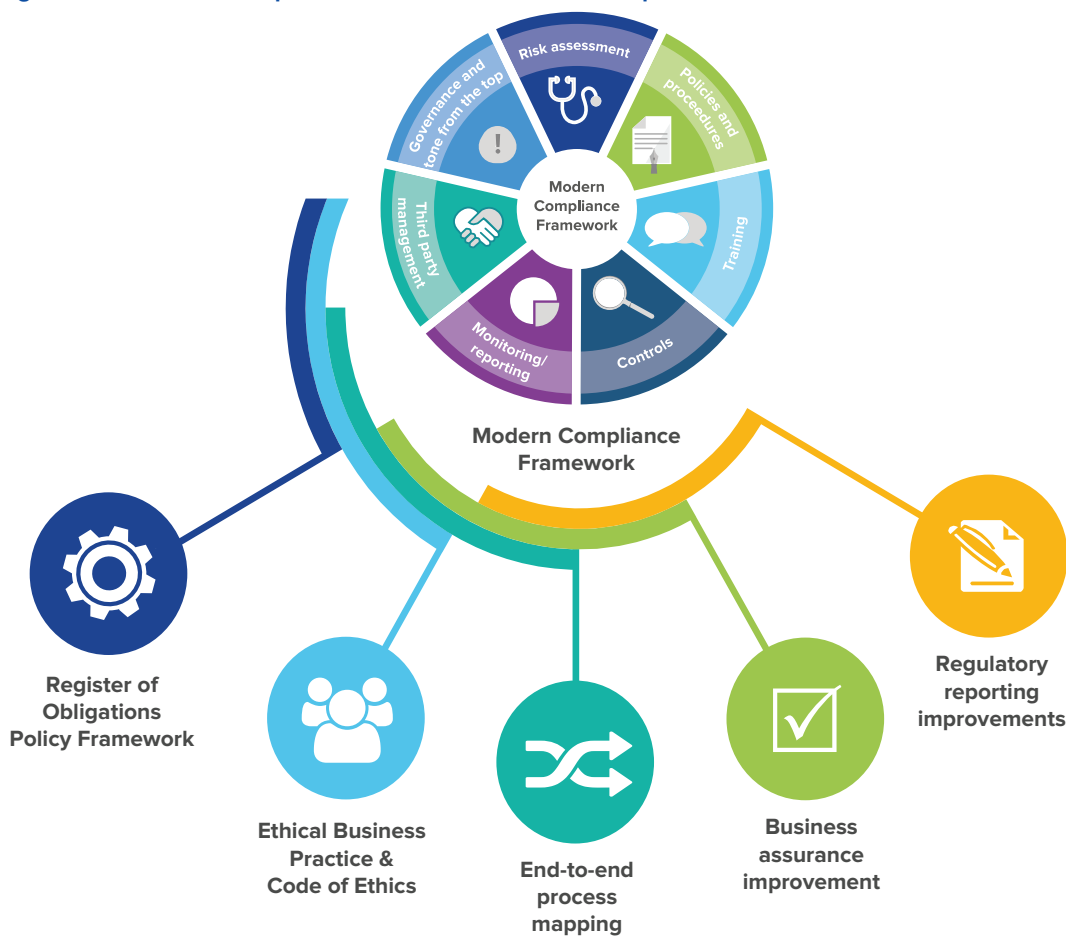 Risk assessment
Policies and
proceedures
Training
Controls
Monitoring/
reporting
Third party
management
Governance and
tone from the top
!
Modern
Compliance
Framework
Modern Compliance
Framework
Register of
Obligations
Policy Framework
Ethical Business
Practice &
Code of Ethics
End-to-end
process
mapping
Business
assurance
improvement
Regulatory
reporting
improvements